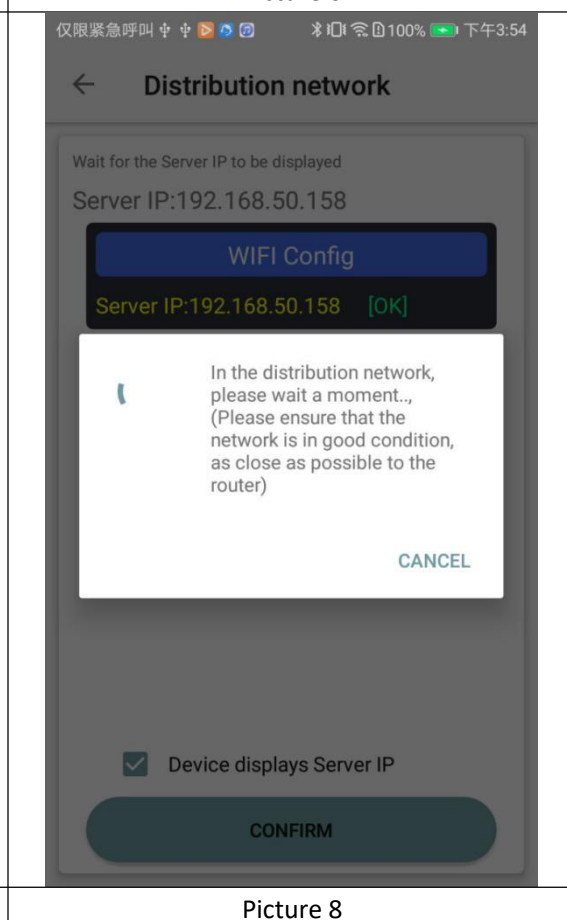 仅限紧急呼叫 100% 下午3:54
Distribution network
Wait for the Server IP to be displayed
Server IP:192.168.50.158
WIFI Config
Server IP:192.168.50.158 [OK]
In the distribution network,
please wait a moment..,
(Please ensure that the
network is in good condition,
as close as possible to the
router)
CANCEL
Device displays Server IP
CONFIRM
Picture 8